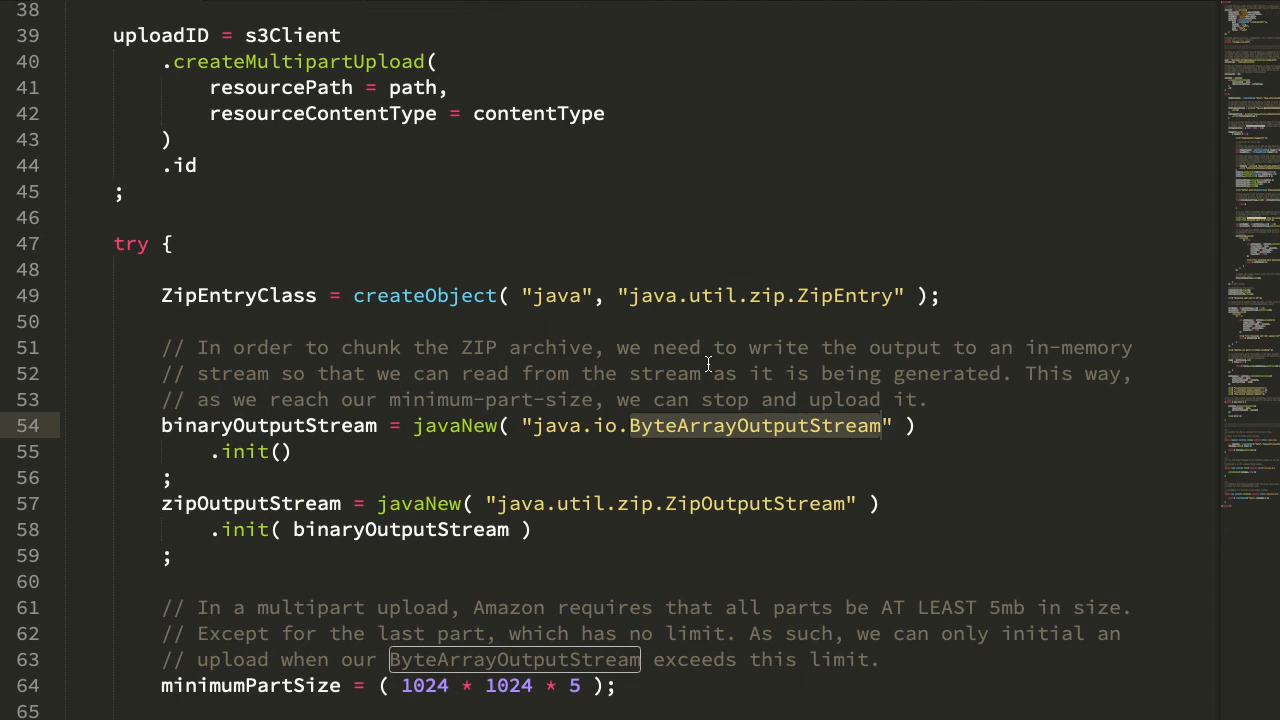 38
39 uploadID = s3Client
40 .createMultipartUpload(
41 resourcePath = path,
42 resourceContentType = contentType
43 )
44 .id
45 ;
46
47 try {
48
49 ZipEntryClass = createObject( "java", "java.util.zip.ZipEntry" );
50
51 // In order to chunk the ZIP archive, we need to write the output to an in-memory
52 // stream so that we can read from the stream as it is being generated. This way,
53 // as we reach our minimum-part-size, we can stop and upload it.
54 binaryOutputStream = javaNew( "java.io.ByteArrayOutputStream" )
55 .init()
56 ;
57 zipOutputStream = javaNew( "java.util.zip.ZipOutputStream" )
58 .init( binaryOutputStream )
59 ;
60
61 // In a multipart upload, Amazon requires that all parts be AT LEAST 5mb in size.
62 // Except for the last part, which has no limit. As such, we can only initial an
63 // upload when our ByteArrayOutputStream exceeds this limit.
64 minimumPartSize = ( 1024 * 1024 * 5 );
65